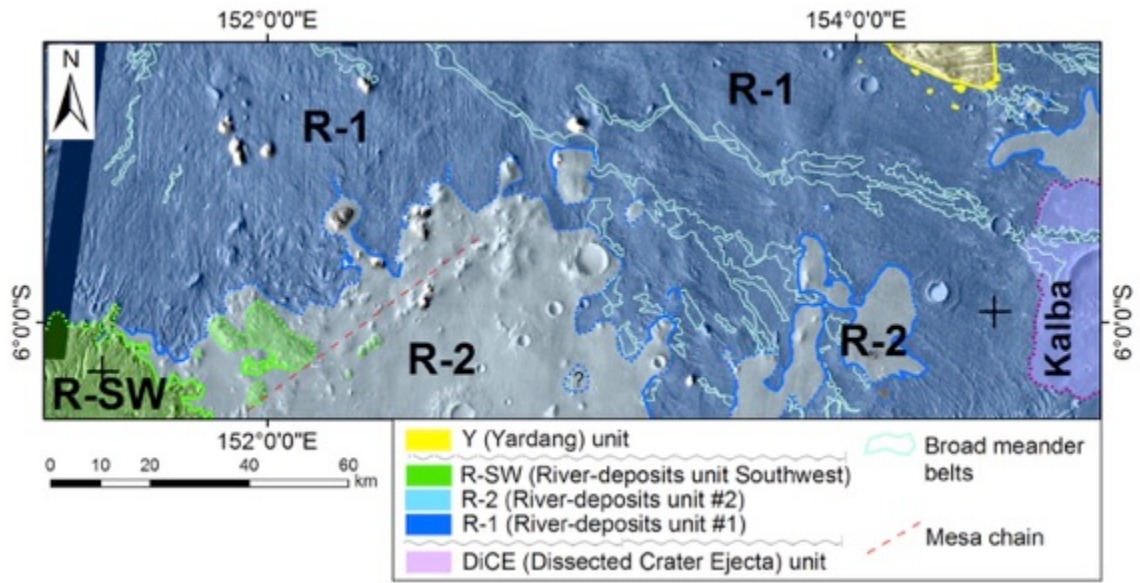 152°0'0"E
154°0'0"E
N
R-1
R-1
6°0'0"S
6°0'0"S
Kalba
R-2
R-2
?
R-SW
152°0'0"E
0 10 20 40 60
km
Y (Yardang) unit
R-SW (River-deposits unit Southwest)
R-2 (River-deposits unit #2)
R-1 (River-deposits unit #1)
DiCE (Dissected Crater Ejecta) unit
Broad meander
belts
Mesa chain